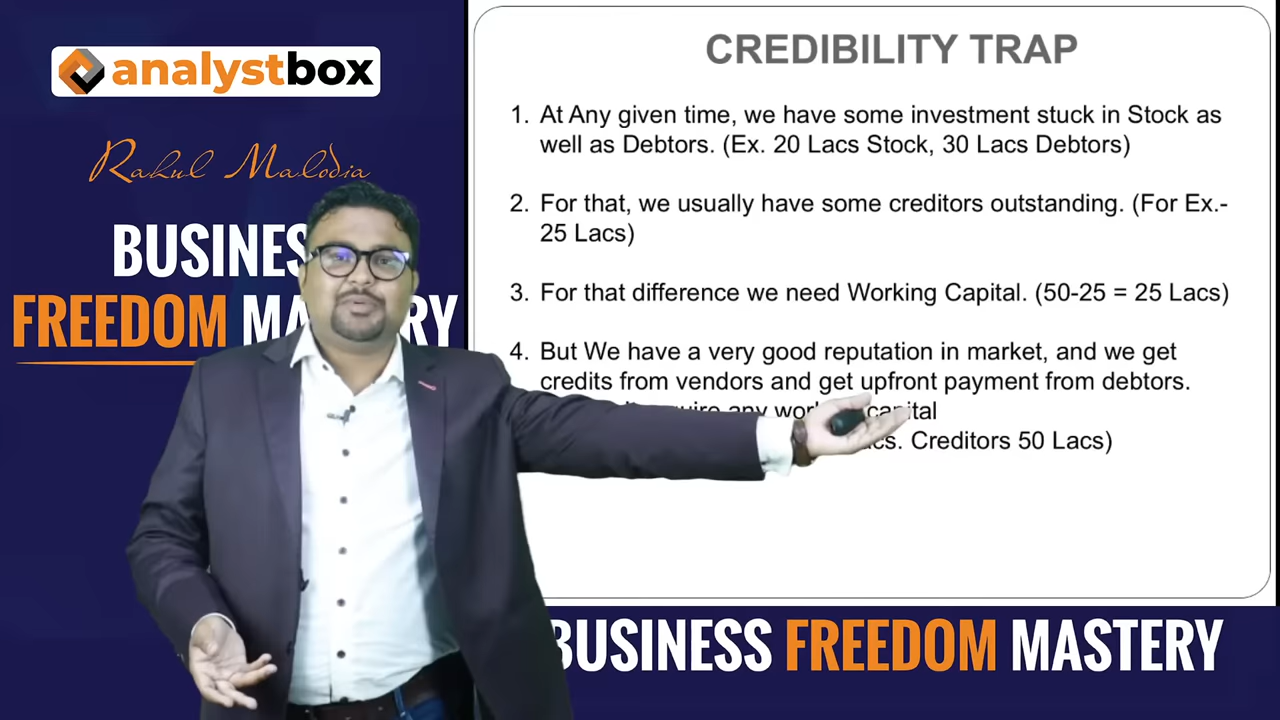 analystbox
Rahul Malodia
BUSINES
FREEDOM MA RY
CREDIBILITY TRAP
1. At Any given time, we have some investment stuck in Stock as
well as Debtors. (Ex. 20 Lacs Stock, 30 Lacs Debtors)
2. For that, we usually have some creditors outstanding. (For Ex.-
25 Lacs)
3. For that difference we need Working Capital. (50-25 = 25 Lacs)
4. But We have a very good reputation in market, and we get
credits from vendors and get upfront payment from debtors.
any capital
Creditors 50 Lacs)
BUSINESS FREEDOM MASTERY